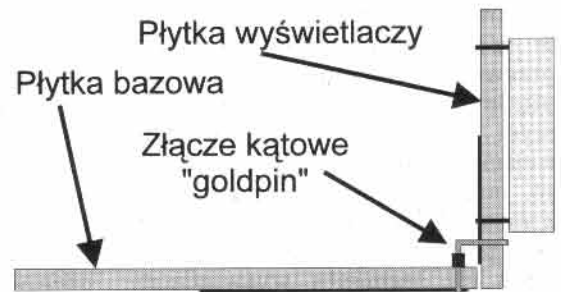 Płytka wyświetlaczy
Płytka bazowa
Złącze kątowe
"goldpin"